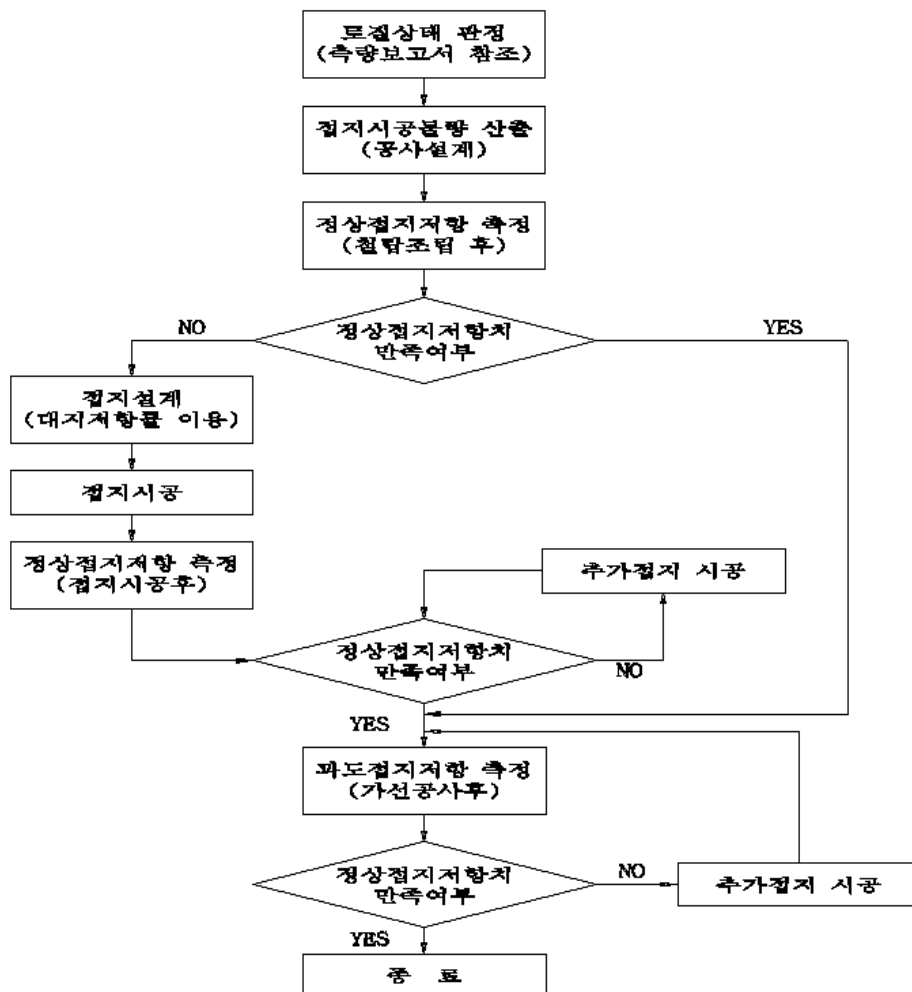 토질상태 판정
(측량보고서 참조)
접지시공물량 산출
(공사설계)
정상접지저항 측정
(철탑조립 후)
정상접지저항치
만족여부
NO
YES
접지설계
(대지저항률 이용)
접지시공
정상접지저항 측정
(접지시공후)
추가접지 시공
정상접지저항치
만족여부
NO
YES
과도접지저항 측정
(가선공사후)
정상접지저항치
만족여부
NO
추가접지 시공
YES
종 료